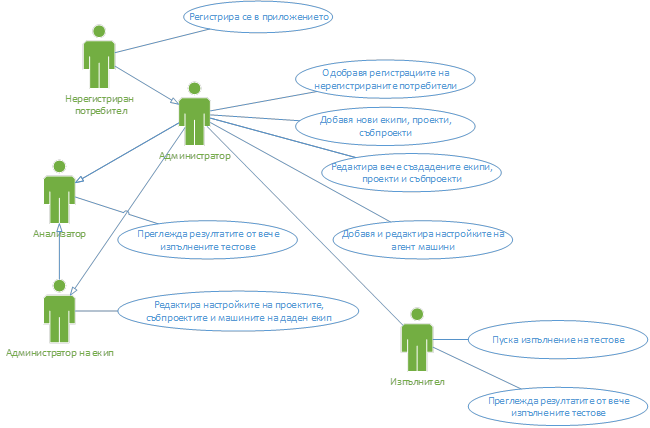 Регистрира се в приложението
Нерегистриран
потребител
Одобравя регистрациите на
нерегистрираните потребители
Добавя нови екипи, проекти,
събпроекти
Администратор
Редактира вече създадените екипи,
проекти и събпроекти
Анализатор
Преглежда резултатите от вече
изпълнените тестове
Добавя и редактира настройките на
агент машини
Редактира настройките на проектите,
събпроектите и машините на даден екип
Администратор на екип
Пуска изпълнение на тестове
Изпълнител
Преглежда резултатите от вече
изпълнените тестове